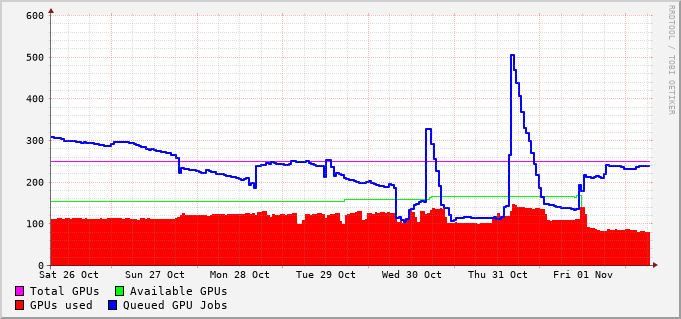 600
500
400
300
200
100
0
Sat 26 Oct Sun 27 Oct Mon 28 Oct Tue 29 Oct Wed 30 Oct Thu 31 Oct Fri 01 Nov
Total GPUs Available GPUs
GPUs used Queued GPU Jobs
RRDTOOL / TOBI OETIKER